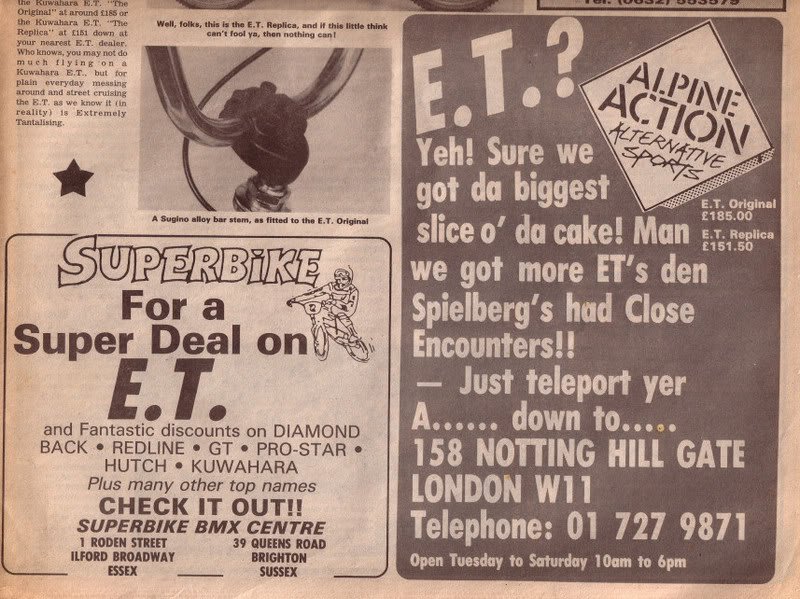 the Kuwahara E.T. "The
Original" at around £185 or
the Kuwahara E.T. "The
Replica" at £151 down at
your nearest E.T. dealer.
Who knows, you may not do
much flying on a
Kuwahara E.T., but for
plain everyday messing
around and street cruising
the E.T. as we know it (in
reality) is Extremely
Tantalising.
Well, folks, this is the E.T. Replica, and if this little think
can't fool ya, then nothing can!
A Sugino alloy bar stem, as fitted to the E.T. Original
SUPERBIKE
For a
Super Deal on
E.T.
and Fantastic discounts on DIAMOND
BACK • REDLINE • GT • PRO-STAR •
HUTCH • KUWAHARA
Plus many other top names
CHECK IT OUT!!
SUPERBIKE BMX CENTRE
1 RODEN STREET
ILFORD BROADWAY
ESSEX
39 QUEENS ROAD
BRIGHTON
SUSSEX
Tel: (0632) 553579
E.T.?
ALPINE
ACTION
ALTERNATIVE
SPORTS
Yeh! Sure we
got da biggest
slice o' da cake! Man
we got more ET's den
Spielberg's had Close
Encounters!!
— Just teleport yer
A...... down to.....
158 NOTTING HILL GATE
LONDON W11
Telephone: 01 727 9871
Open Tuesday to Saturday 10am to 6pm
E.T. Original
£185.00
E.T. Replica
£151.50